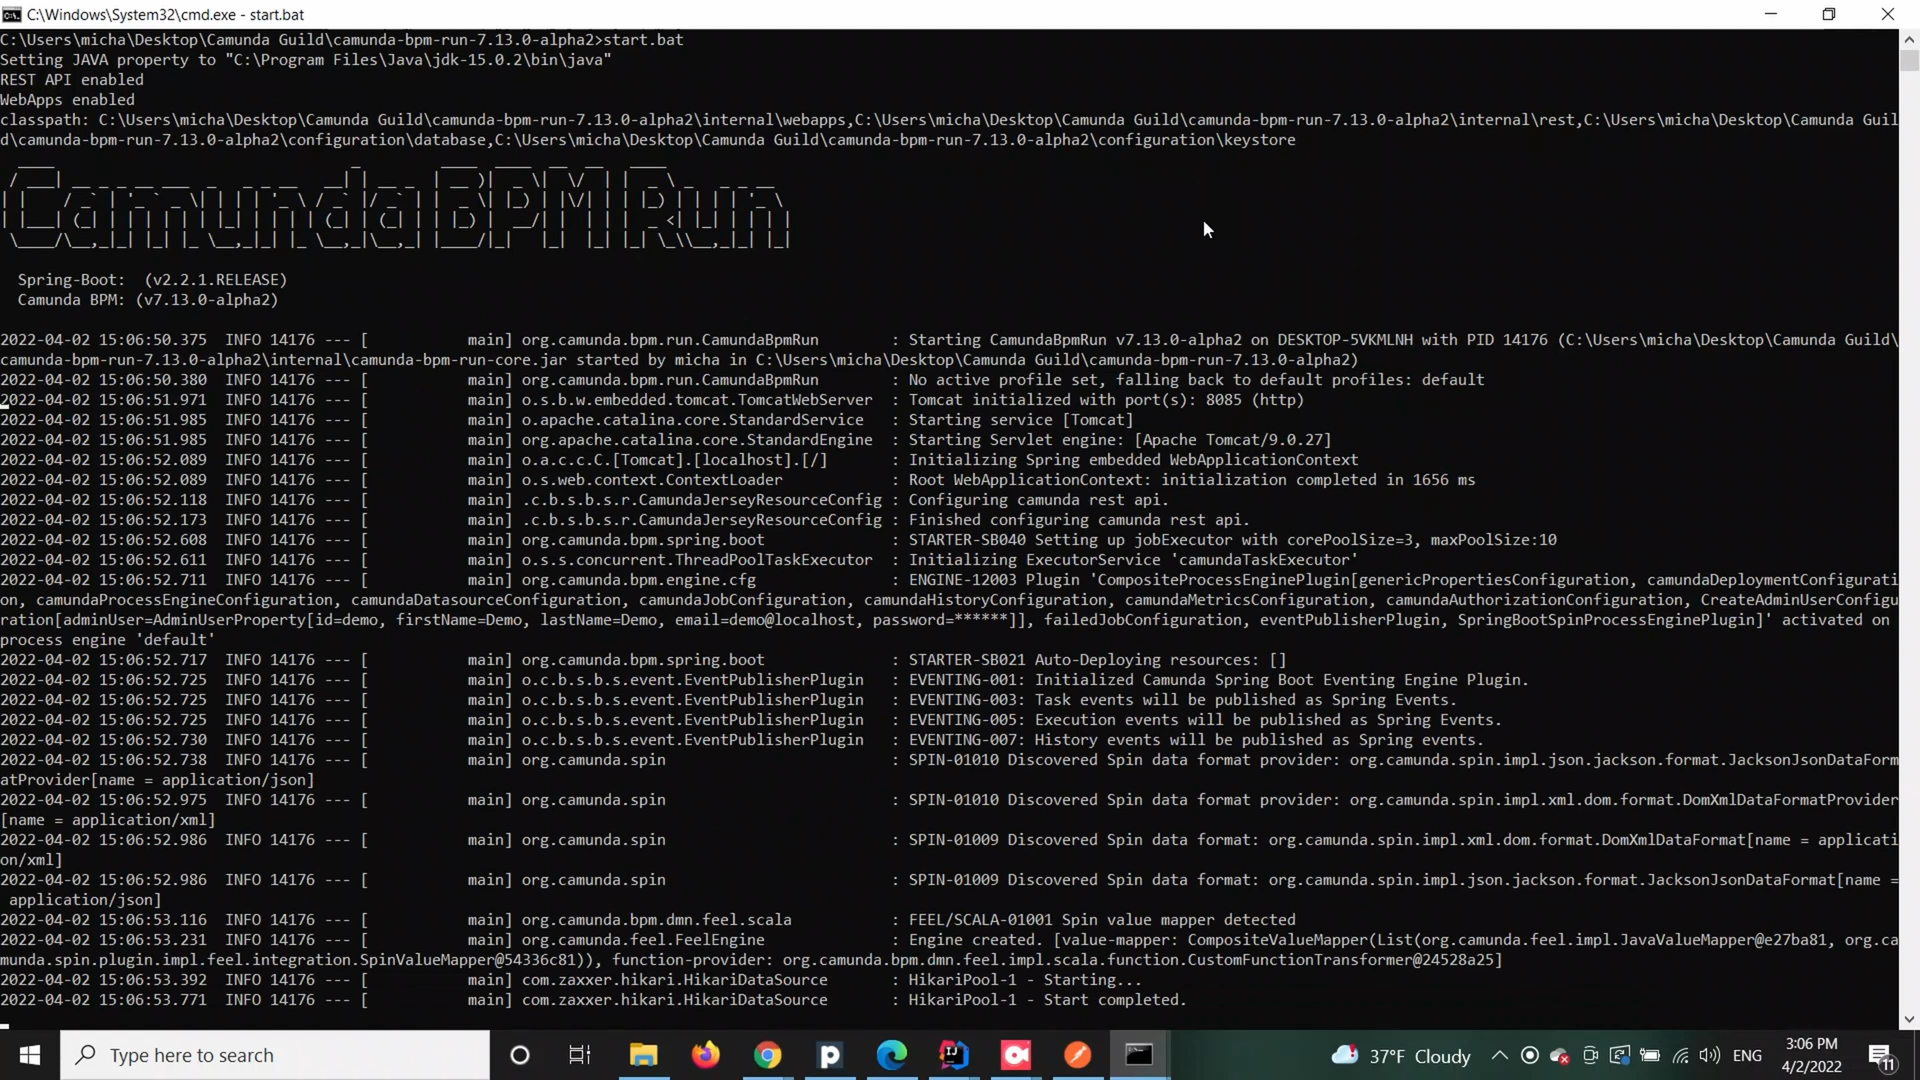 C:\Windows\System32\cmd.exe - start.bat
C:\Users\micha\Desktop\Camunda Guild\camunda-bpm-run-7.13.0-alpha2>start.bat
Setting JAVA property to "C:\Program Files\Java\jdk-15.0.2\bin\java"
REST API enabled
WebApps enabled
classpath: C:\Users\micha\Desktop\Camunda Guild\camunda-bpm-run-7.13.0-alpha2\internal\webapps,C:\Users\micha\Desktop\Camunda Guild\camunda-bpm-run-7.13.0-alpha2\internal\rest,C:\Users\micha\Desktop\Camunda Guil
d\camunda-bpm-run-7.13.0-alpha2\configuration\database,C:\Users\micha\Desktop\Camunda Guild\camunda-bpm-run-7.13.0-alpha2\configuration\keystore
Camunda BPM Run
Spring-Boot:  (v2.2.1.RELEASE)
Camunda BPM: (v7.13.0-alpha2)
2022-04-02 15:06:50.375  INFO 14176 --- [           main] org.camunda.bpm.run.CamundaBpmRun        : Starting CamundaBpmRun v7.13.0-alpha2 on DESKTOP-5VKMLNH with PID 14176 (C:\Users\micha\Desktop\Camunda Guild\
camunda-bpm-run-7.13.0-alpha2\internal\camunda-bpm-run-core.jar started by micha in C:\Users\micha\Desktop\Camunda Guild\camunda-bpm-run-7.13.0-alpha2)
2022-04-02 15:06:50.380  INFO 14176 --- [           main] org.camunda.bpm.run.CamundaBpmRun        : No active profile set, falling back to default profiles: default
2022-04-02 15:06:51.971  INFO 14176 --- [           main] o.s.b.w.embedded.tomcat.TomcatWebServer  : Tomcat initialized with port(s): 8085 (http)
2022-04-02 15:06:51.985  INFO 14176 --- [           main] o.apache.catalina.core.StandardService   : Starting service [Tomcat]
2022-04-02 15:06:51.985  INFO 14176 --- [           main] org.apache.catalina.core.StandardEngine  : Starting Servlet engine: [Apache Tomcat/9.0.27]
2022-04-02 15:06:52.089  INFO 14176 --- [           main] o.a.c.c.C.[Tomcat].[localhost].[/]       : Initializing Spring embedded WebApplicationContext
2022-04-02 15:06:52.089  INFO 14176 --- [           main] o.s.web.context.ContextLoader            : Root WebApplicationContext: initialization completed in 1656 ms
2022-04-02 15:06:52.118  INFO 14176 --- [           main] .c.b.s.b.s.r.CamundaJerseyResourceConfig : Configuring camunda rest api.
2022-04-02 15:06:52.173  INFO 14176 --- [           main] .c.b.s.b.s.r.CamundaJerseyResourceConfig : Finished configuring camunda rest api.
2022-04-02 15:06:52.608  INFO 14176 --- [           main] org.camunda.bpm.spring.boot              : STARTER-SB040 Setting up jobExecutor with corePoolSize=3, maxPoolSize:10
2022-04-02 15:06:52.611  INFO 14176 --- [           main] o.s.s.concurrent.ThreadPoolTaskExecutor  : Initializing ExecutorService 'camundaTaskExecutor'
2022-04-02 15:06:52.711  INFO 14176 --- [           main] org.camunda.bpm.engine.cfg               : ENGINE-12003 Plugin 'CompositeProcessEnginePlugin[genericPropertiesConfiguration, camundaDeploymentConfigurati
on, camundaProcessEngineConfiguration, camundaDatasourceConfiguration, camundaJobConfiguration, camundaHistoryConfiguration, camundaMetricsConfiguration, camundaAuthorizationConfiguration, CreateAdminUserConfigu
ration[adminUser=AdminUserProperty[id=demo, firstName=Demo, lastName=Demo, email=demo@localhost, password=******]], failedJobConfiguration, eventPublisherPlugin, SpringBootSpinProcessEnginePlugin]' activated on
process engine 'default'
2022-04-02 15:06:52.717  INFO 14176 --- [           main] org.camunda.bpm.spring.boot              : STARTER-SB021 Auto-Deploying resources: []
2022-04-02 15:06:52.725  INFO 14176 --- [           main] o.c.b.s.b.s.event.EventPublisherPlugin   : EVENTING-001: Initialized Camunda Spring Boot Eventing Engine Plugin.
2022-04-02 15:06:52.725  INFO 14176 --- [           main] o.c.b.s.b.s.event.EventPublisherPlugin   : EVENTING-003: Task events will be published as Spring Events.
2022-04-02 15:06:52.725  INFO 14176 --- [           main] o.c.b.s.b.s.event.EventPublisherPlugin   : EVENTING-005: Execution events will be published as Spring Events.
2022-04-02 15:06:52.730  INFO 14176 --- [           main] o.c.b.s.b.s.event.EventPublisherPlugin   : EVENTING-007: History events will be published as Spring events.
2022-04-02 15:06:52.738  INFO 14176 --- [           main] org.camunda.spin                         : SPIN-01010 Discovered Spin data format provider: org.camunda.spin.impl.json.jackson.format.JacksonJsonDataForm
atProvider[name = application/json]
2022-04-02 15:06:52.975  INFO 14176 --- [           main] org.camunda.spin                         : SPIN-01010 Discovered Spin data format provider: org.camunda.spin.impl.xml.dom.format.DomXmlDataFormatProvider
[name = application/xml]
2022-04-02 15:06:52.986  INFO 14176 --- [           main] org.camunda.spin                         : SPIN-01009 Discovered Spin data format: org.camunda.spin.impl.xml.dom.format.DomXmlDataFormat[name = applicati
on/xml]
2022-04-02 15:06:52.986  INFO 14176 --- [           main] org.camunda.spin                         : SPIN-01009 Discovered Spin data format: org.camunda.spin.impl.json.jackson.format.JacksonJsonDataFormat[name =
application/json]
2022-04-02 15:06:53.116  INFO 14176 --- [           main] org.camunda.bpm.dmn.feel.scala           : FEEL/SCALA-01001 Spin value mapper detected
2022-04-02 15:06:53.231  INFO 14176 --- [           main] org.camunda.feel.FeelEngine              : Engine created. [value-mapper: CompositeValueMapper(List(org.camunda.feel.impl.JavaValueMapper@e27ba81, org.ca
munda.spin.plugin.impl.feel.integration.SpinValueMapper@54336c81)), function-provider: org.camunda.bpm.dmn.feel.impl.scala.function.CustomFunctionTransformer@24528a25]
2022-04-02 15:06:53.392  INFO 14176 --- [           main] com.zaxxer.hikari.HikariDataSource       : HikariPool-1 - Starting...
2022-04-02 15:06:53.771  INFO 14176 --- [           main] com.zaxxer.hikari.HikariDataSource       : HikariPool-1 - Start completed.
Type here to search
37°F Cloudy
ENG
3:06 PM
4/2/2022
11